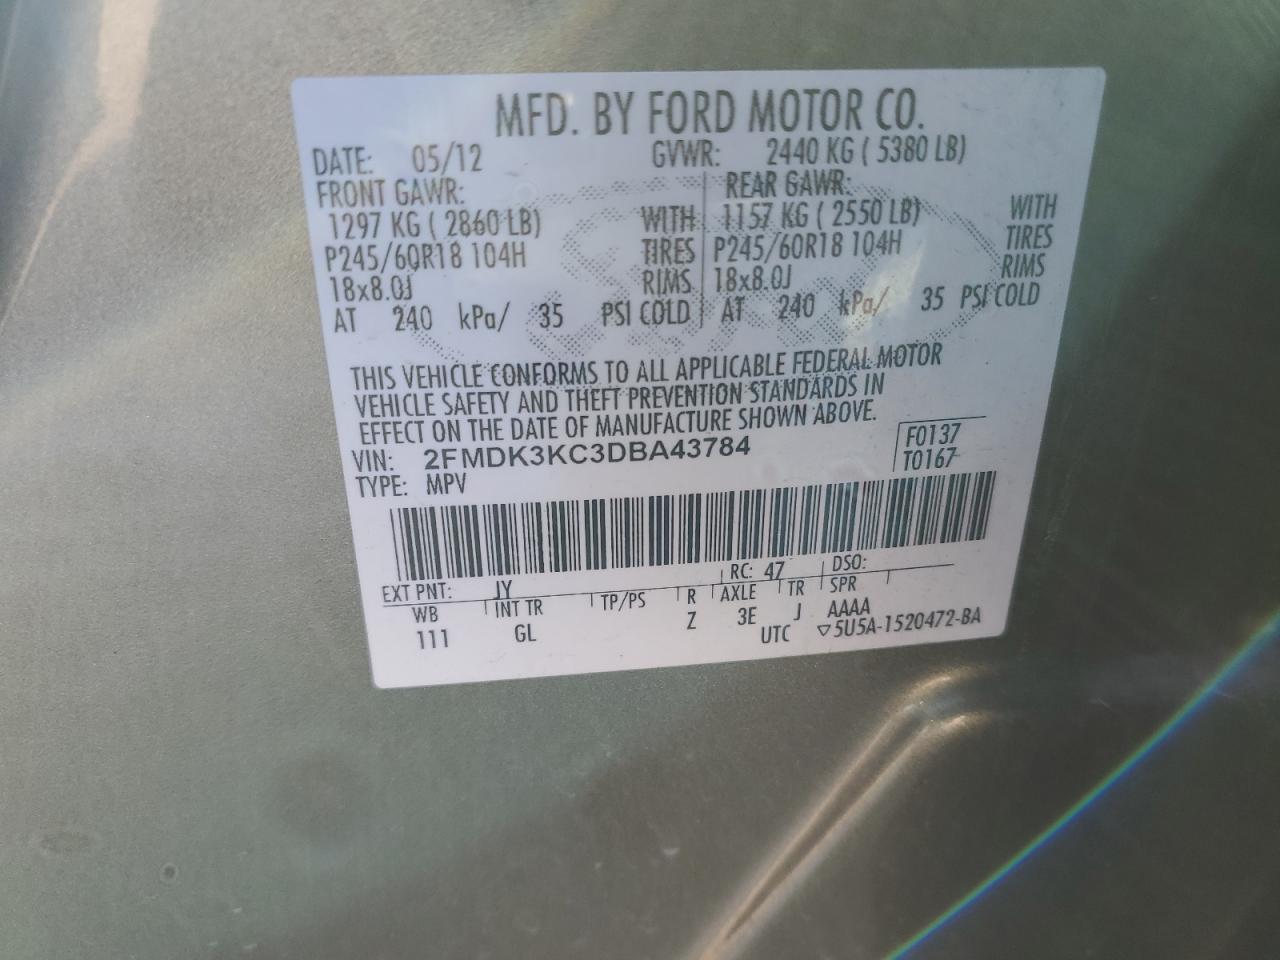 MFD. BY FORD MOTOR CO.
DATE: 05/12 GVWR: 2440 KG ( 5380 LB)
FRONT GAWR: REAR GAWR:
1297 KG ( 2860 LB) WITH 1157 KG ( 2550 LB) WITH
P245/60R18 104H TIRES P245/60R18 104H TIRES
18x8.0J RIMS 18x8.0J RIMS
AT 240 kPa/ 35 PSI COLD AT 240 kPa/ 35 PSI COLD
THIS VEHICLE CONFORMS TO ALL APPLICABLE FEDERAL MOTOR
VEHICLE SAFETY AND THEFT PREVENTION STANDARDS IN
EFFECT ON THE DATE OF MANUFACTURE SHOWN ABOVE.
VIN: 2FMDK3KC3DBA43784 F0137
TYPE: MPV T0167
EXT PNT: JY RC: 47 DSO:
WB INT TR TP/PS R AXLE TR SPR
111 GL Z 3E J AAAA
UTC ▽5U5A-1520472-BA